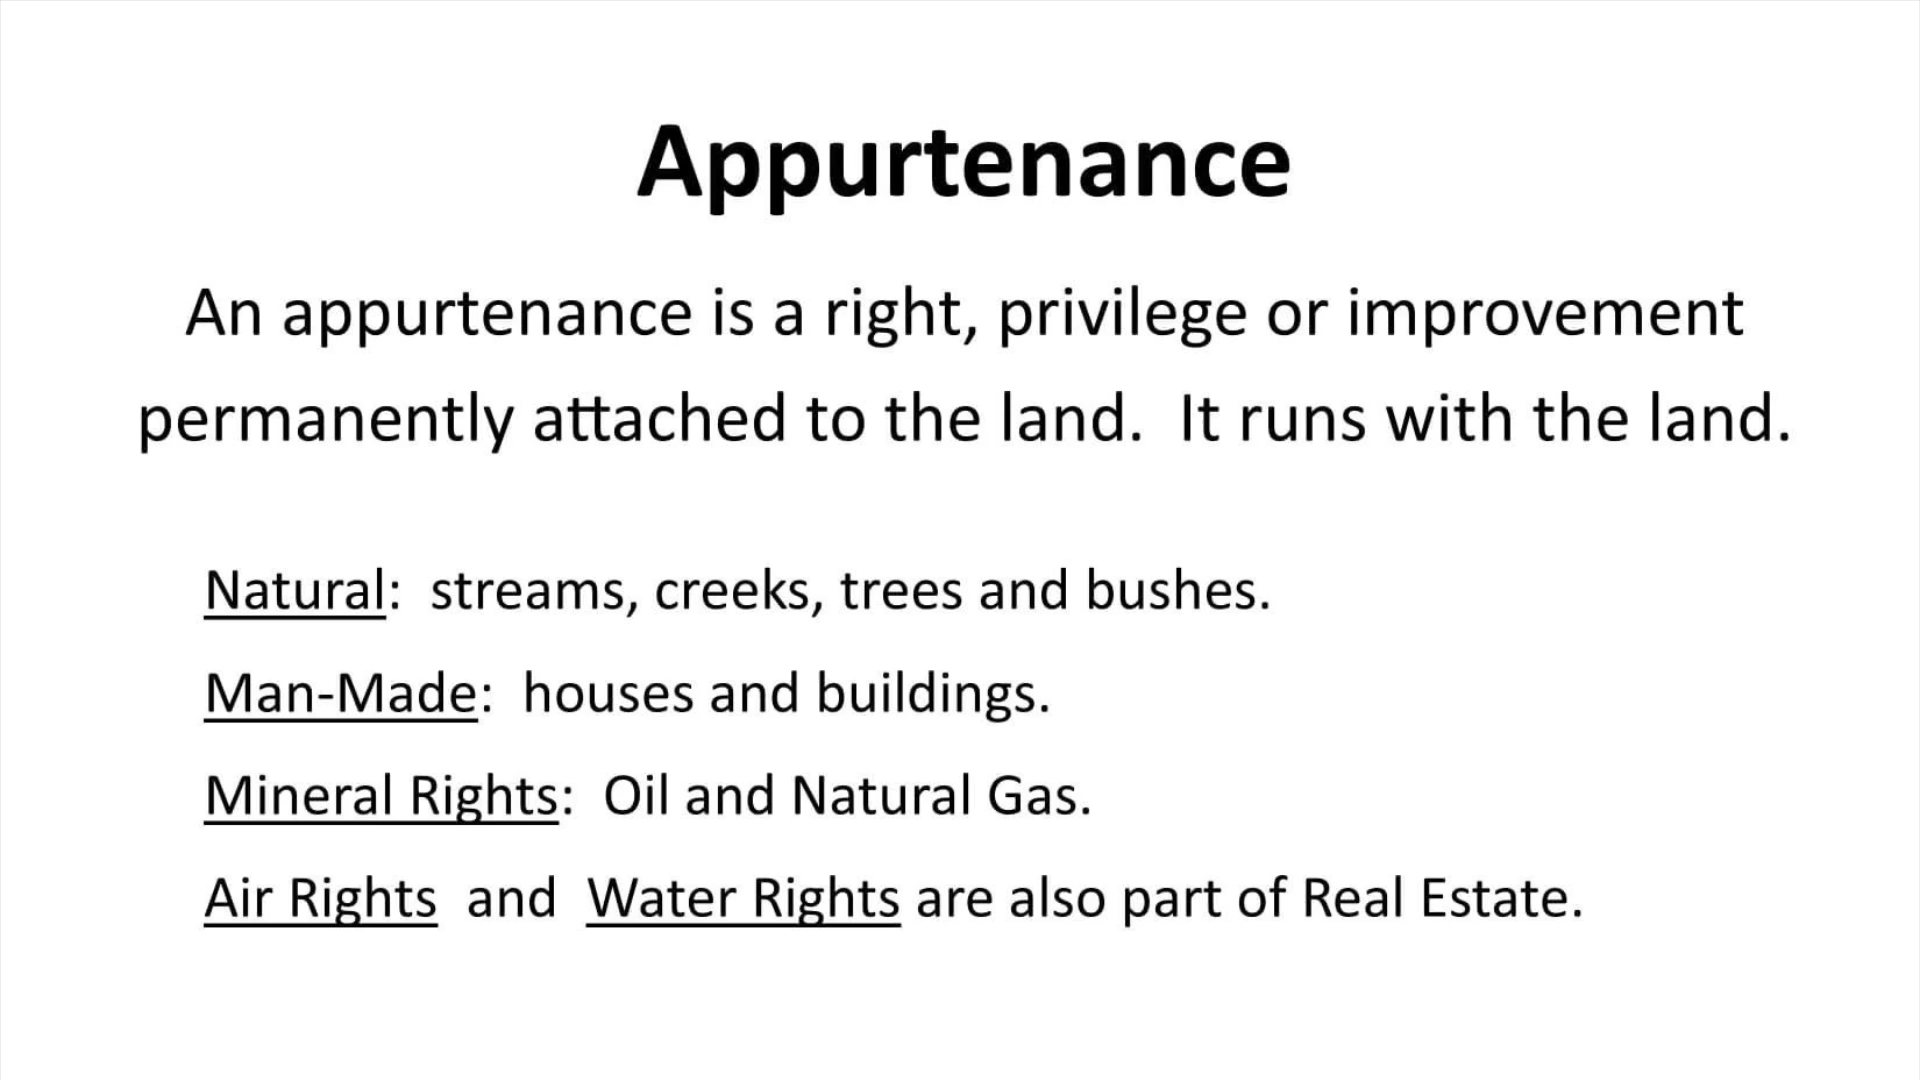 Appurtenance
An appurtenance is a right, privilege or improvement
permanently attached to the land.  It runs with the land.
Natural:  streams, creeks, trees and bushes.
Man-Made:  houses and buildings.
Mineral Rights:  Oil and Natural Gas.
Air Rights  and  Water Rights are also part of Real Estate.